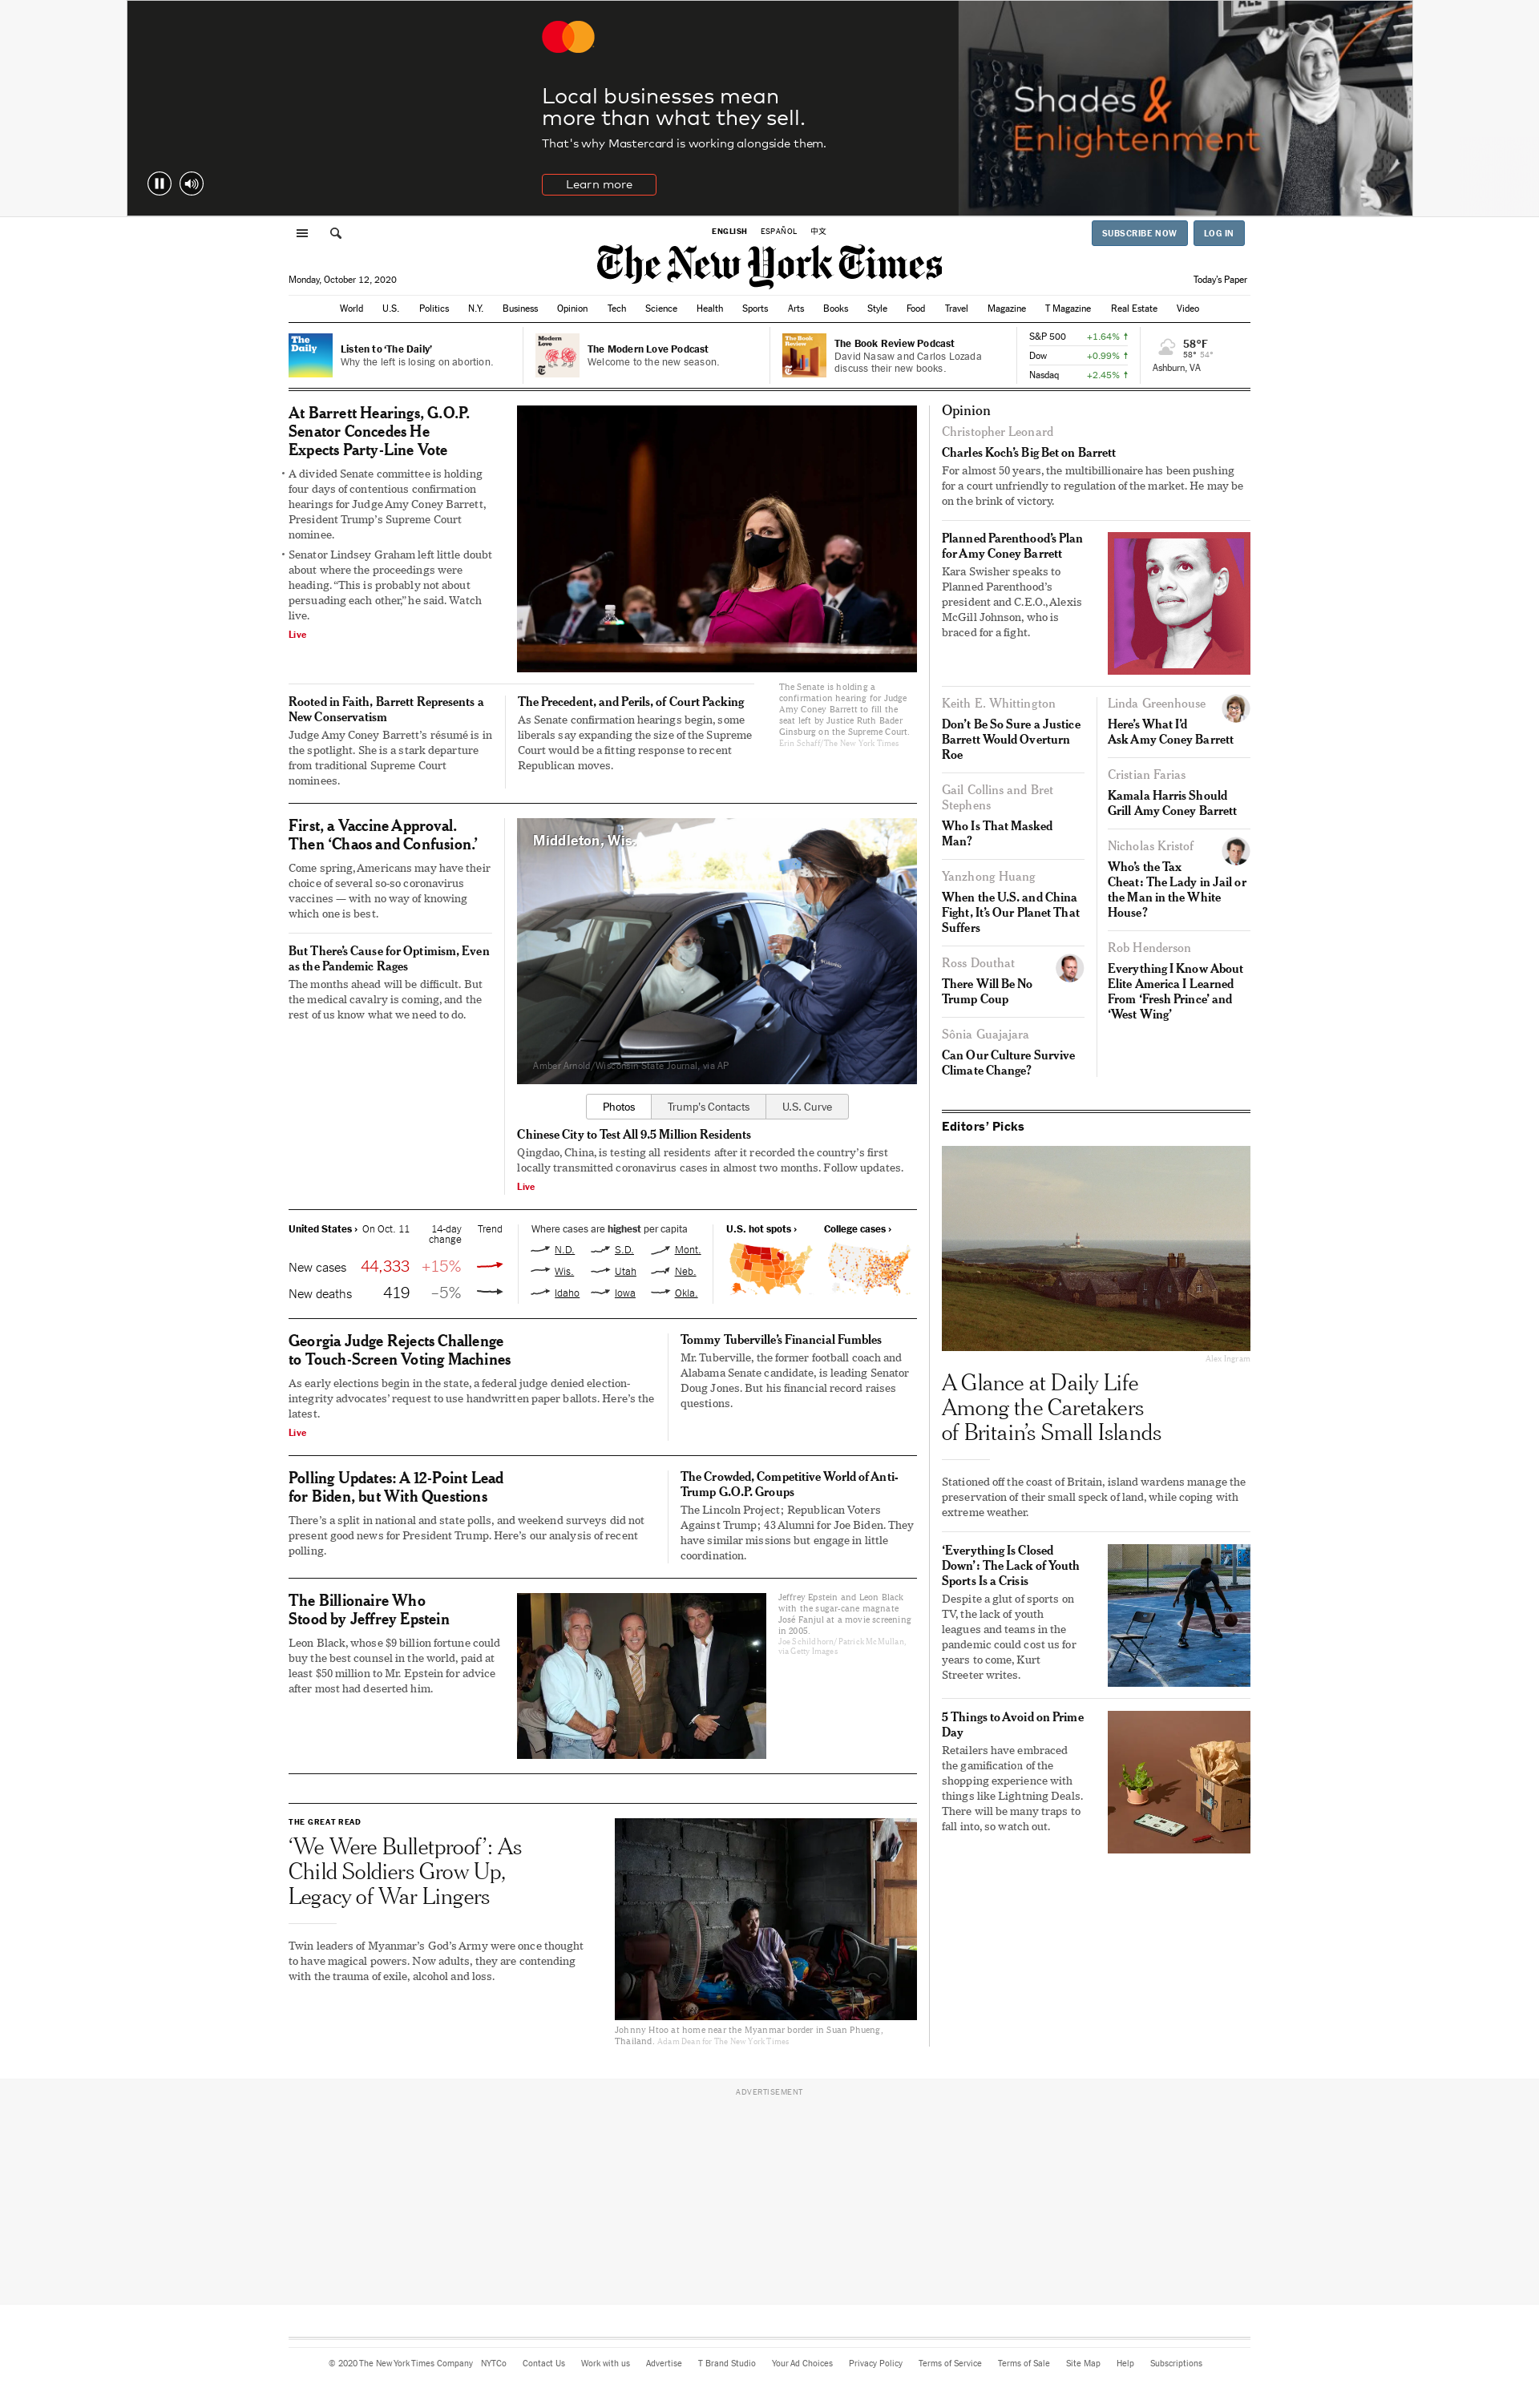 Local businesses mean
more than what they sell.
That's why Mastercard is working alongside them.
Learn more
Shades &
Enlightenment
ENGLISH ESPAÑOL 中文
SUBSCRIBE NOW LOG IN
The New York Times
Monday, October 12, 2020
Today's Paper
World U.S. Politics N.Y. Business Opinion Tech Science Health Sports Arts Books Style Food Travel Magazine T Magazine Real Estate Video
The
Daily
Listen to ‘The Daily’
Why the left is losing on abortion.
Modern
Love
The Modern Love Podcast
Welcome to the new season.
The Book
Review
The Book Review Podcast
David Nasaw and Carlos Lozada
discuss their new books.
S&P 500 +1.64% ↑
Dow +0.99% ↑
Nasdaq +2.45% ↑
58°F
58° 54°
Ashburn, VA
At Barrett Hearings, G.O.P.
Senator Concedes He
Expects Party-Line Vote
• A divided Senate committee is holding
four days of contentious confirmation
hearings for Judge Amy Coney Barrett,
President Trump’s Supreme Court
nominee.
• Senator Lindsey Graham left little doubt
about where the proceedings were
heading. “This is probably not about
persuading each other,” he said. Watch
live.
Live
The Senate is holding a
confirmation hearing for Judge
Amy Coney Barrett to fill the
seat left by Justice Ruth Bader
Ginsburg on the Supreme Court.
Erin Schaff/The New York Times
Rooted in Faith, Barrett Represents a
New Conservatism
Judge Amy Coney Barrett’s résumé is in
the spotlight. She is a stark departure
from traditional Supreme Court
nominees.
The Precedent, and Perils, of Court Packing
As Senate confirmation hearings begin, some
liberals say expanding the size of the Supreme
Court would be a fitting response to recent
Republican moves.
First, a Vaccine Approval.
Then ‘Chaos and Confusion.’
Come spring, Americans may have their
choice of several so-so coronavirus
vaccines — with no way of knowing
which one is best.
But There’s Cause for Optimism, Even
as the Pandemic Rages
The months ahead will be difficult. But
the medical cavalry is coming, and the
rest of us know what we need to do.
Middleton, Wis.
Amber Arnold/Wisconsin State Journal, via AP
Photos Trump’s Contacts U.S. Curve
Chinese City to Test All 9.5 Million Residents
Qingdao, China, is testing all residents after it recorded the country’s first
locally transmitted coronavirus cases in almost two months. Follow updates.
Live
United States › On Oct. 11 14-day
change Trend
New cases 44,333 +15%
New deaths 419 –5%
Where cases are highest per capita
N.D. S.D. Mont.
Wis. Utah Neb.
Idaho Iowa Okla.
U.S. hot spots ›
College cases ›
Georgia Judge Rejects Challenge
to Touch-Screen Voting Machines
As early elections begin in the state, a federal judge denied election-
integrity advocates’ request to use handwritten paper ballots. Here’s the
latest.
Live
Tommy Tuberville’s Financial Fumbles
Mr. Tuberville, the former football coach and
Alabama Senate candidate, is leading Senator
Doug Jones. But his financial record raises
questions.
Polling Updates: A 12-Point Lead
for Biden, but With Questions
There’s a split in national and state polls, and weekend surveys did not
present good news for President Trump. Here’s our analysis of recent
polling.
The Crowded, Competitive World of Anti-
Trump G.O.P. Groups
The Lincoln Project; Republican Voters
Against Trump; 43 Alumni for Joe Biden. They
have similar missions but engage in little
coordination.
The Billionaire Who
Stood by Jeffrey Epstein
Leon Black, whose $9 billion fortune could
buy the best counsel in the world, paid at
least $50 million to Mr. Epstein for advice
after most had deserted him.
Jeffrey Epstein and Leon Black
with the sugar-cane magnate
José Fanjul at a movie screening
in 2005.
Joe Schildhorn/Patrick McMullan,
via Getty Images
THE GREAT READ
‘We Were Bulletproof’: As
Child Soldiers Grow Up,
Legacy of War Lingers
Twin leaders of Myanmar’s God’s Army were once thought
to have magical powers. Now adults, they are contending
with the trauma of exile, alcohol and loss.
Johnny Htoo at home near the Myanmar border in Suan Phueng,
Thailand. Adam Dean for The New York Times
Opinion
Christopher Leonard
Charles Koch’s Big Bet on Barrett
For almost 50 years, the multibillionaire has been pushing
for a court unfriendly to regulation of the market. He may be
on the brink of victory.
Planned Parenthood’s Plan
for Amy Coney Barrett
Kara Swisher speaks to
Planned Parenthood’s
president and C.E.O., Alexis
McGill Johnson, who is
braced for a fight.
Keith E. Whittington
Don’t Be So Sure a Justice
Barrett Would Overturn
Roe
Gail Collins and Bret
Stephens
Who Is That Masked
Man?
Yanzhong Huang
When the U.S. and China
Fight, It’s Our Planet That
Suffers
Ross Douthat
There Will Be No
Trump Coup
Sônia Guajajara
Can Our Culture Survive
Climate Change?
Linda Greenhouse
Here’s What I’d
Ask Amy Coney Barrett
Cristian Farias
Kamala Harris Should
Grill Amy Coney Barrett
Nicholas Kristof
Who’s the Tax
Cheat: The Lady in Jail or
the Man in the White
House?
Rob Henderson
Everything I Know About
Elite America I Learned
From ‘Fresh Prince’ and
‘West Wing’
Editors’ Picks
Alex Ingram
A Glance at Daily Life
Among the Caretakers
of Britain’s Small Islands
Stationed off the coast of Britain, island wardens manage the
preservation of their small speck of land, while coping with
extreme weather.
‘Everything Is Closed
Down’: The Lack of Youth
Sports Is a Crisis
Despite a glut of sports on
TV, the lack of youth
leagues and teams in the
pandemic could cost us for
years to come, Kurt
Streeter writes.
5 Things to Avoid on Prime
Day
Retailers have embraced
the gamification of the
shopping experience with
things like Lightning Deals.
There will be many traps to
fall into, so watch out.
ADVERTISEMENT
© 2020 The New York Times Company NYTCo Contact Us Work with us Advertise T Brand Studio Your Ad Choices Privacy Policy Terms of Service Terms of Sale Site Map Help Subscriptions